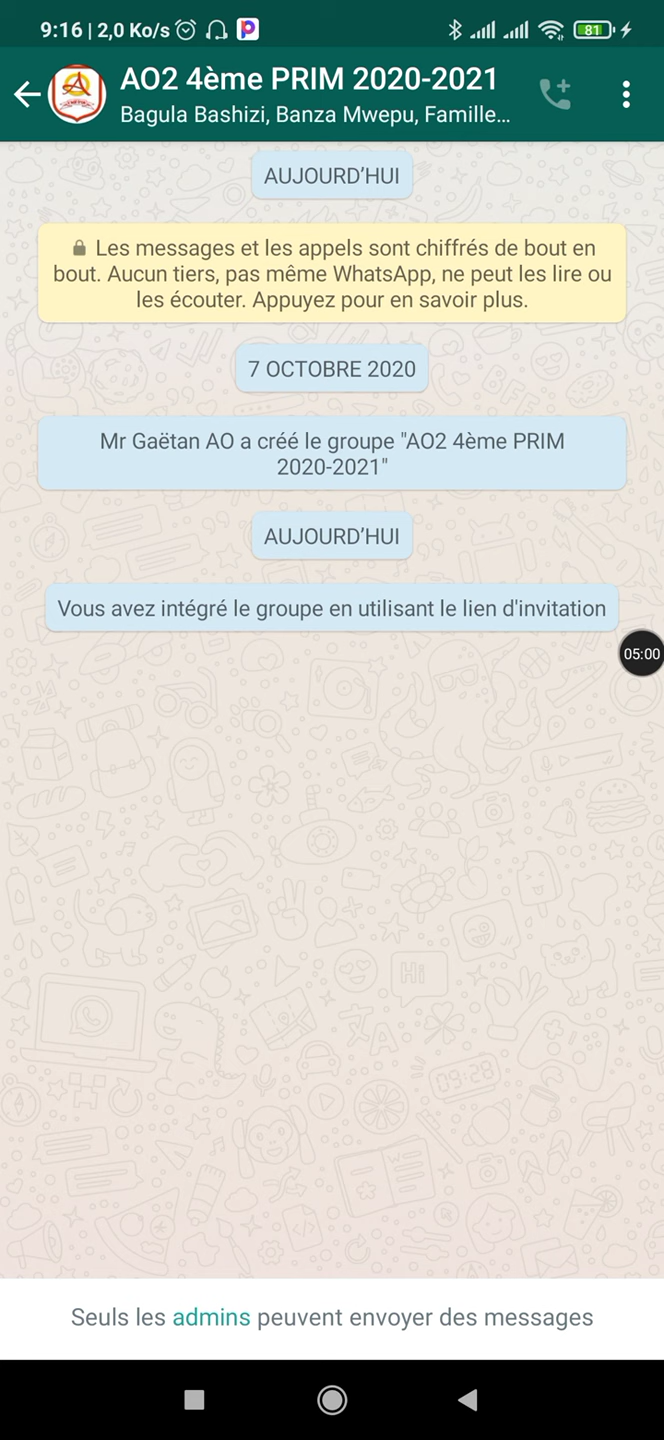 9:16 | 2,0 Ko/s
81
AO2 4ème PRIM 2020-2021
Bagula Bashizi, Banza Mwepu, Famille...
AUJOURD'HUI
Les messages et les appels sont chiffrés de bout en
bout. Aucun tiers, pas même WhatsApp, ne peut les lire ou
les écouter. Appuyez pour en savoir plus.
7 OCTOBRE 2020
Mr Gaëtan AO a créé le groupe "AO2 4ème PRIM
2020-2021"
AUJOURD'HUI
Vous avez intégré le groupe en utilisant le lien d'invitation
05:00
Hi
09:28
Seuls les admins peuvent envoyer des messages